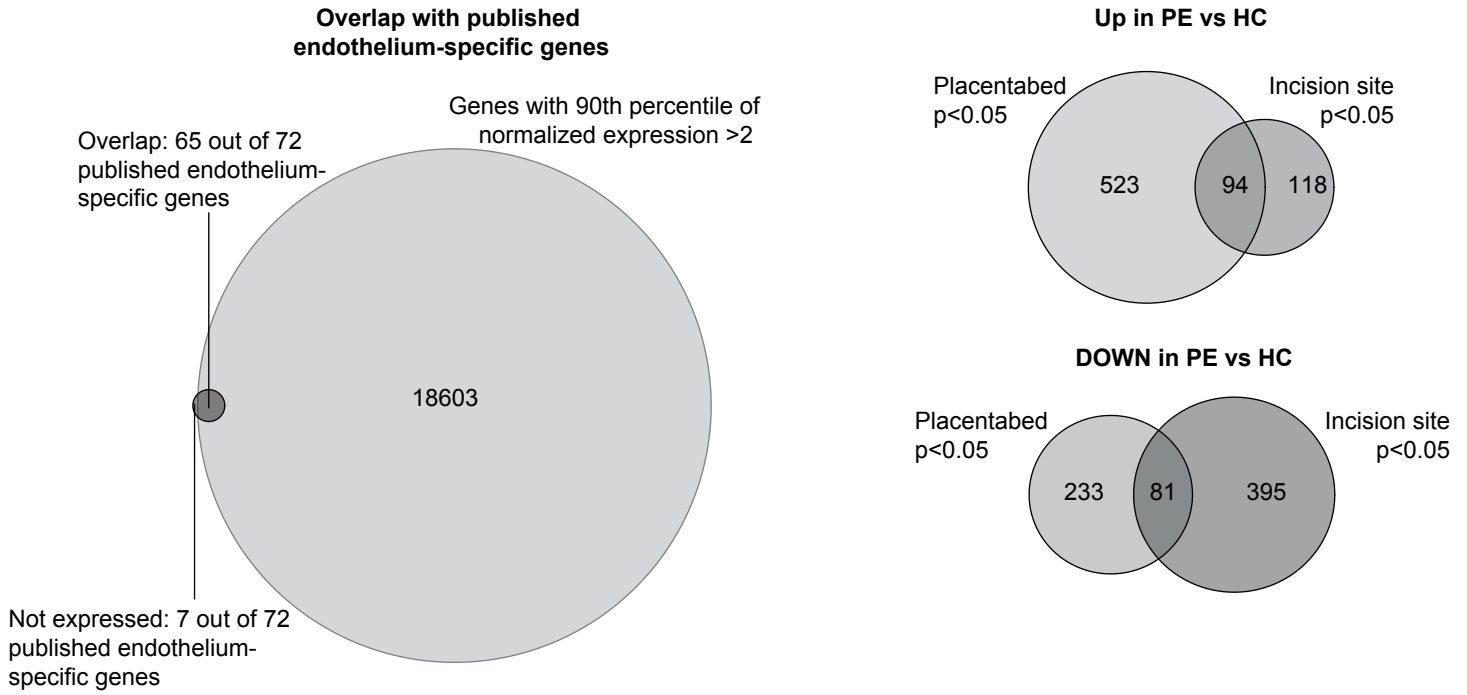 Overlap with published
endothelium-specific genes
Genes with 90th percentile of
normalized expression >2
Overlap: 65 out of 72
published endothelium-
specific genes
18603
Not expressed: 7 out of 72
published endothelium-
specific genes
Up in PE vs HC
Placentabed
p<0.05
Incision site
p<0.05
523
94
118
DOWN in PE vs HC
Placentabed
p<0.05
Incision site
p<0.05
233
81
395